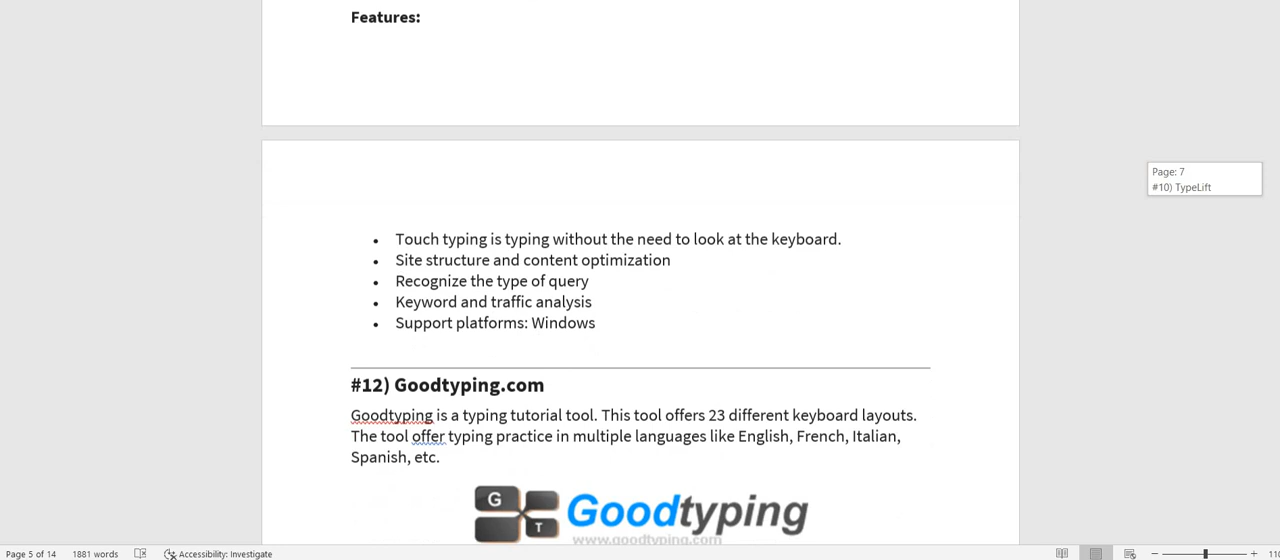 Features:
Page: 7
#10) TypeLift
• Touch typing is typing without the need to look at the keyboard.
• Site structure and content optimization
• Recognize the type of query
• Keyword and traffic analysis
• Support platforms: Windows
#12) Goodtyping.com
Goodtyping is a typing tutorial tool. This tool offers 23 different keyboard layouts.
The tool offer typing practice in multiple languages like English, French, Italian,
Spanish, etc.
G
T
Goodtyping
www.goodtyping.com
Page 5 of 14 1881 words Accessibility: Investigate